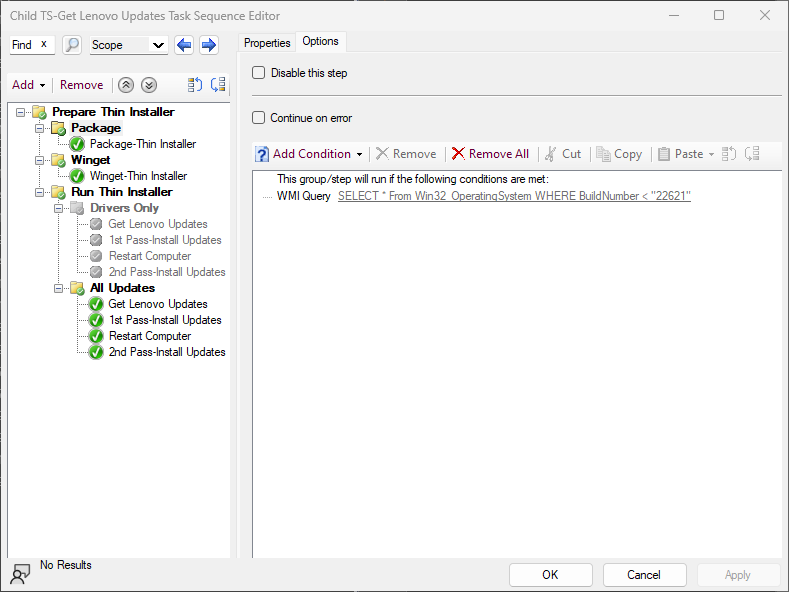 Child TS-Get Lenovo Updates Task Sequence Editor
Find x Scope
Properties Options
Add Remove
Disable this step
Continue on error
Add Condition Remove Remove All Cut Copy Paste
Prepare Thin Installer
Package
Package-Thin Installer
Winget
Winget-Thin Installer
Run Thin Installer
Drivers Only
Get Lenovo Updates
1st Pass-Install Updates
Restart Computer
2nd Pass-Install Updates
All Updates
Get Lenovo Updates
1st Pass-Install Updates
Restart Computer
2nd Pass-Install Updates
This group/step will run if the following conditions are met:
WMI Query SELECT * From Win32_OperatingSystem WHERE BuildNumber < "22621"
No Results
OK Cancel Apply